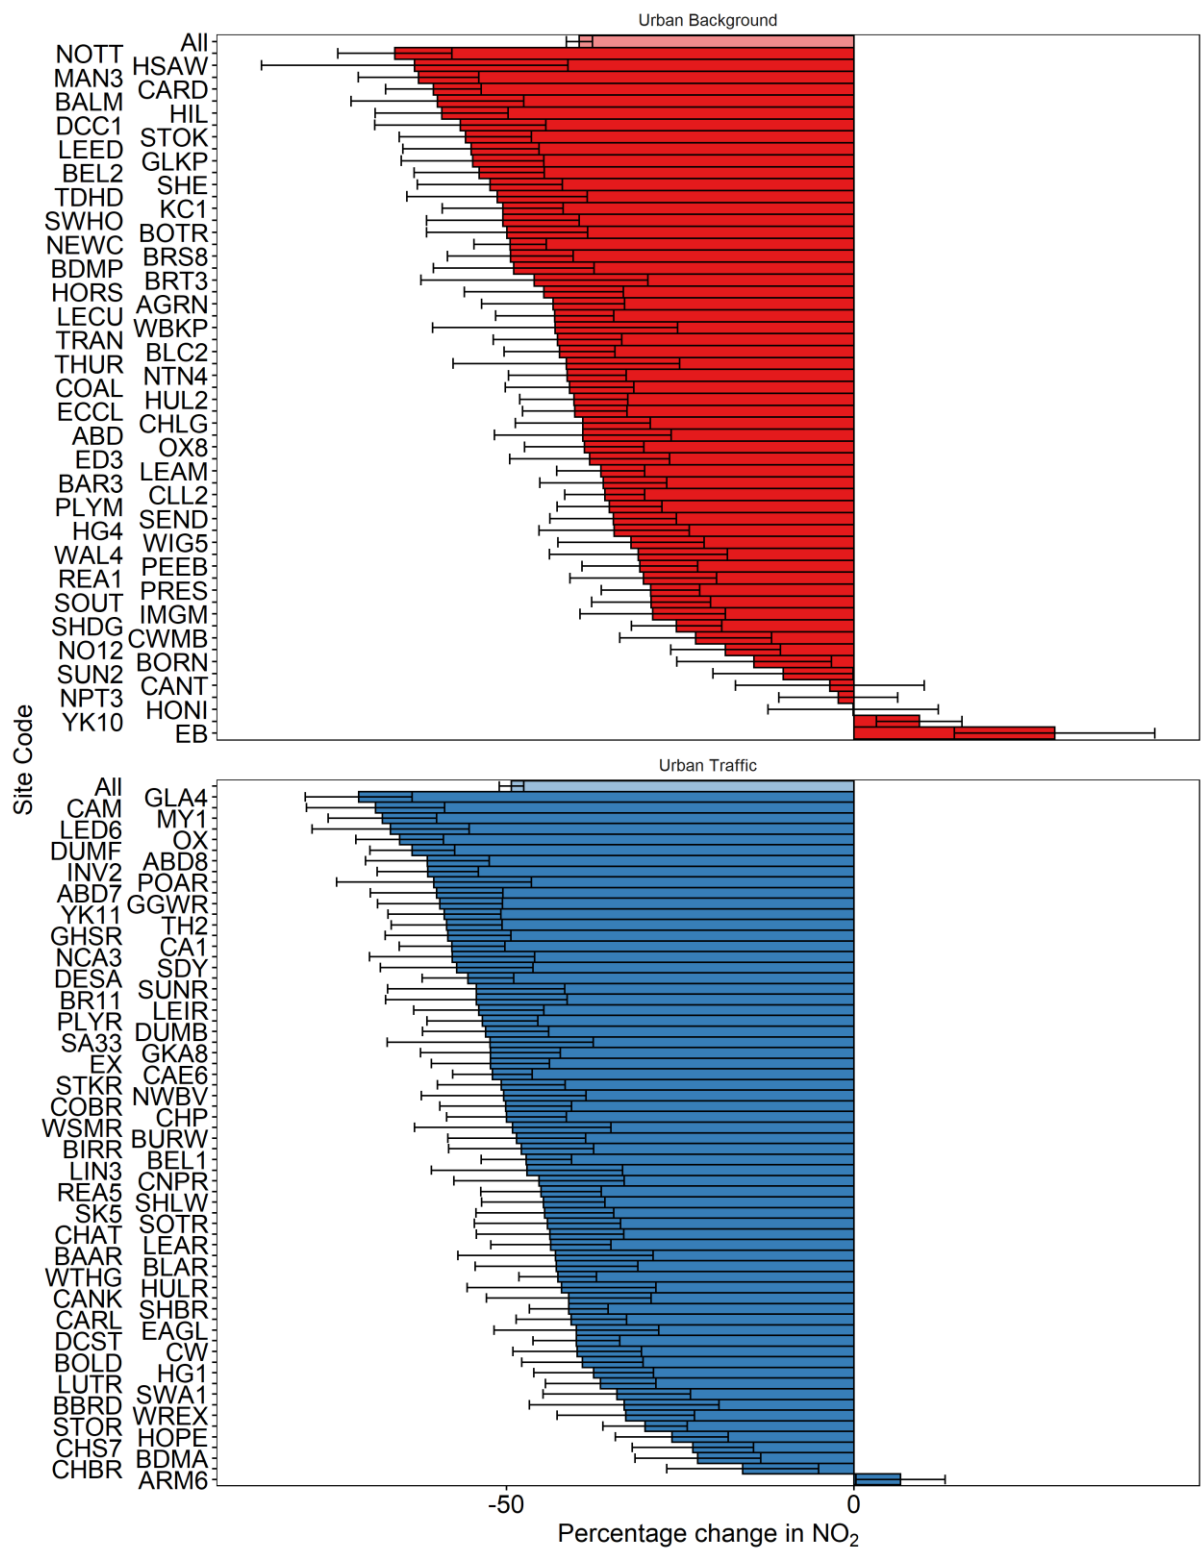 Urban Background
All
NOTT
HSAW
MAN3
CARD
BALM
HIL
DCC1
STOK
LEED
GLKP
BEL2
SHE
TDHD
KC1
SWHO
BOTR
NEWC
BRS8
BDMP
BRT3
HORS
AGRN
LECU
WBKP
TRAN
BLC2
THUR
NTN4
COAL
HUL2
ECCL
CHLG
ABD
OX8
ED3
LEAM
BAR3
CLL2
PLYM
SEND
HG4
WIG5
WAL4
PEEB
REA1
PRES
SOUT
IMGM
SHDG
CWMB
NO12
BORN
SUN2
CANT
NPT3
HONI
YK10
EB
Site Code
Urban Traffic
All
GLA4
CAM
MY1
LED6
OX
DUMF
ABD8
INV2
POAR
ABD7
GGWR
YK11
TH2
GHSR
CA1
NCA3
SDY
DESA
SUNR
BR11
LEIR
PLYR
DUMB
SA33
GKA8
EX
CAE6
STKR
NWBV
COBR
CHP
WSMR
BURW
BIRR
BEL1
LIN3
CNPR
REA5
SHLW
SK5
SOTR
CHAT
LEAR
BAAR
BLAR
WTHG
HULR
CANK
SHBR
CARL
EAGL
DCST
CW
BOLD
HG1
LUTR
SWA1
BBRD
WREX
STOR
HOPE
CHS7
BDMA
CHBR
ARM6
-50
0
Percentage change in NO₂